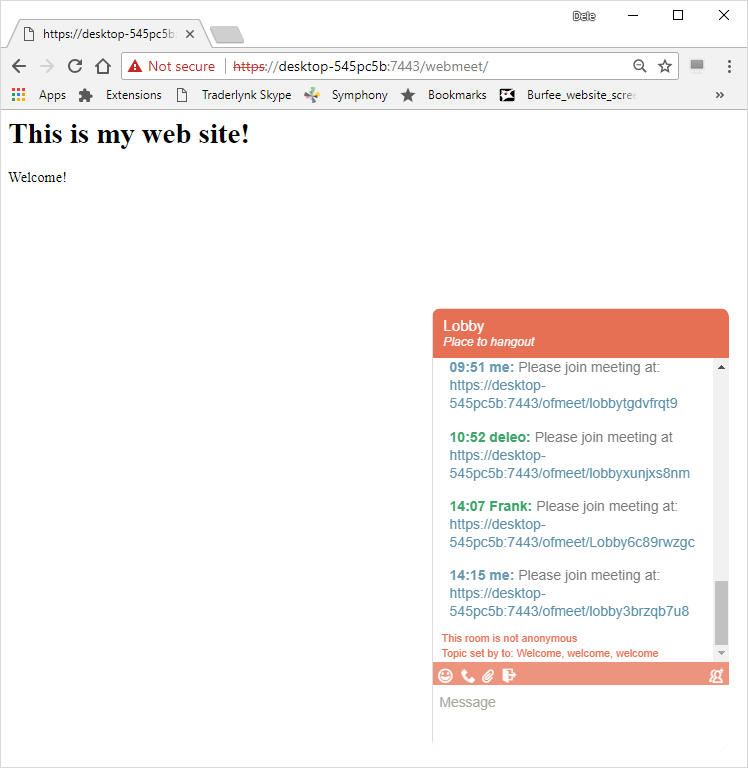 Dele
https://desktop-545pc5b:
Not secure https://desktop-545pc5b:7443/webmeet/
Apps Extensions Traderlynk Skype Symphony Bookmarks Burfee_website_scre
This is my web site!
Welcome!
Lobby
Place to hangout
09:51 me: Please join meeting at:
https://desktop-
545pc5b:7443/ofmeet/lobbytgdvfrqt9
10:52 deleo: Please join meeting at
https://desktop-
545pc5b:7443/ofmeet/lobbyxunjxs8nm
14:07 Frank: Please join meeting at:
https://desktop-
545pc5b:7443/ofmeet/Lobby6c89rwzgc
14:15 me: Please join meeting at:
https://desktop-
545pc5b:7443/ofmeet/lobby3brzqb7u8
This room is not anonymous
Topic set by to: Welcome, welcome, welcome
Message